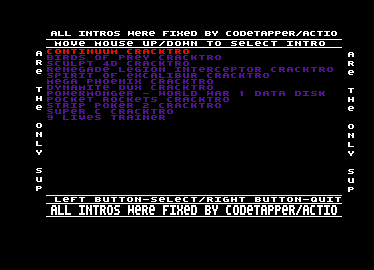 ALL INTROS WERE FIXED BY CODETAPPER/ACTIO
MOVE MOUSE UP/DOWN TO SELECT INTRO
CONTINUUM CRACKTRO
BIRDS OF PREY CRACKTRO
SCULPT 4D CRACKTRO
RENEGADE LEGION INTERCEPTOR CRACKTRO
SPIRIT OF EXCALIBUR CRACKTRO
MEGA PHOENIX CRACKTRO
DYNAMITE DUX CRACKTRO
POWERMONGER - WORLD WAR 1 DATA DISK
POCKET ROCKETS CRACKTRO
STRIP POKER 2 CRACKTRO
SUPER C CRACKTRO
9 LIVES TRAINER
ARE THE ONLY SUP
ARE THE ONLY SUP
LEFT BUTTON-SELECT/RIGHT BUTTON-QUIT
ALL INTROS WERE FIXED BY CODETAPPER/ACTIO